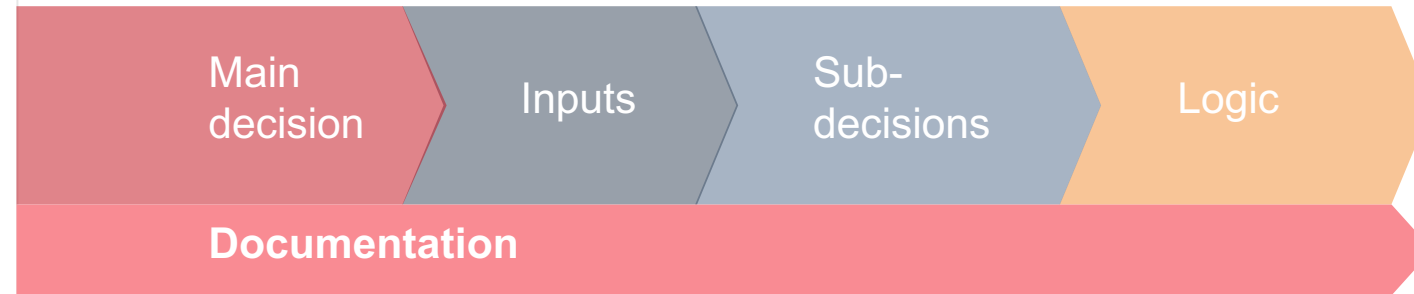 Main
decision
Inputs
Sub-
decisions
Logic
Documentation